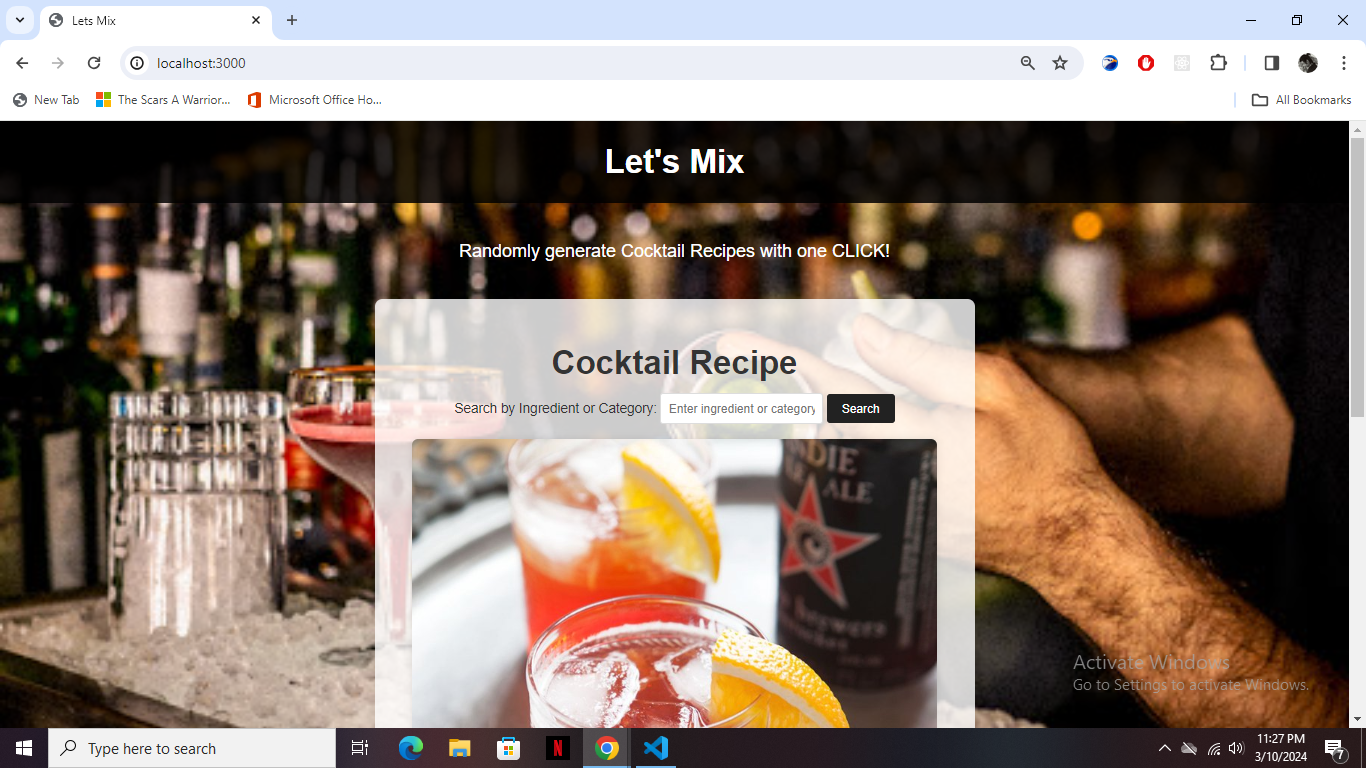 Lets Mix
localhost:3000
New Tab
The Scars A Warrior...
Microsoft Office Ho...
All Bookmarks
Let's Mix
Randomly generate Cocktail Recipes with one CLICK!
Cocktail Recipe
Search by Ingredient or Category:
Enter ingredient or category
Search
ALE
Activate Windows
Go to Settings to activate Windows.
Type here to search
11:27 PM
3/10/2024
7